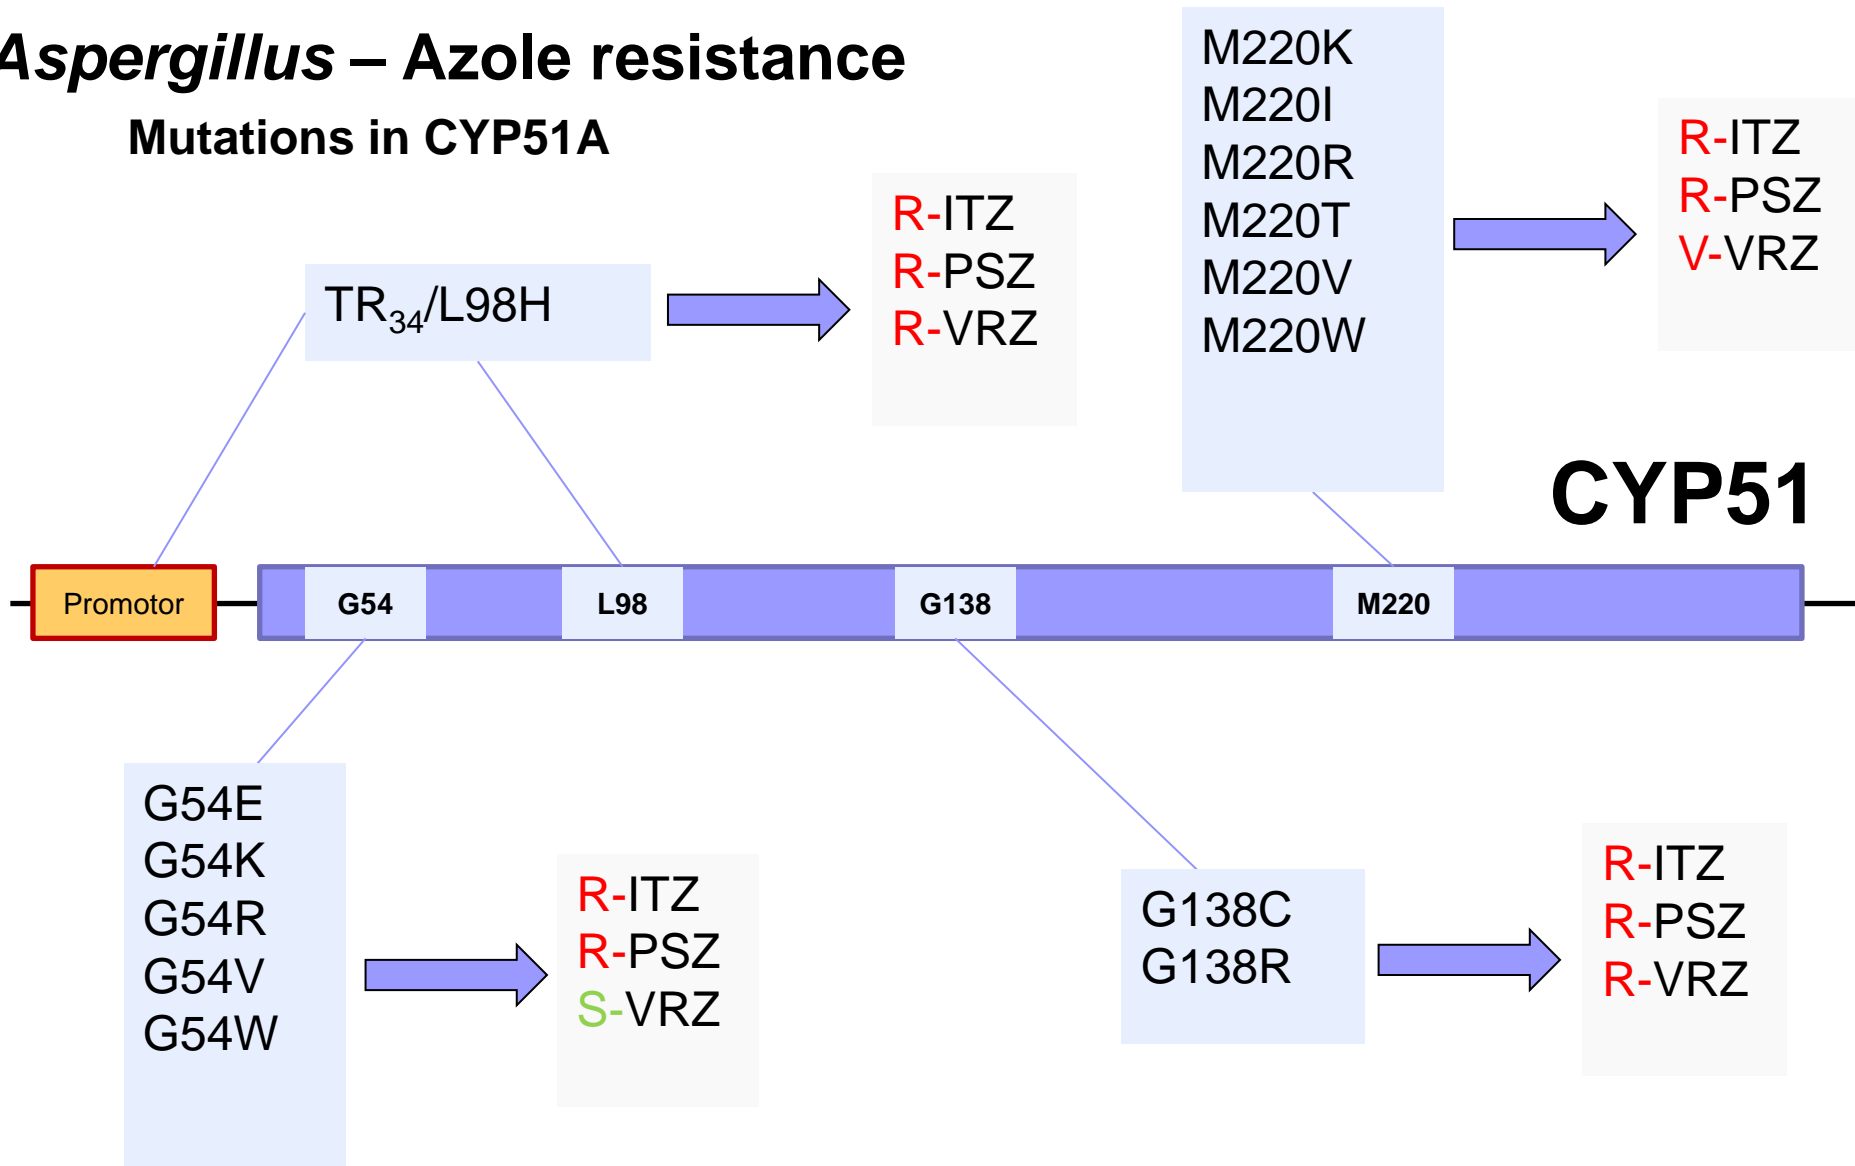 Aspergillus – Azole resistance
Mutations in CYP51A
TR34/L98H
R-ITZ
R-PSZ
R-VRZ
M220K
M220I
M220R
M220T
M220V
M220W
R-ITZ
R-PSZ
V-VRZ
CYP51
Promotor
G54
L98
G138
M220
G54E
G54K
G54R
G54V
G54W
R-ITZ
R-PSZ
S-VRZ
G138C
G138R
R-ITZ
R-PSZ
R-VRZ